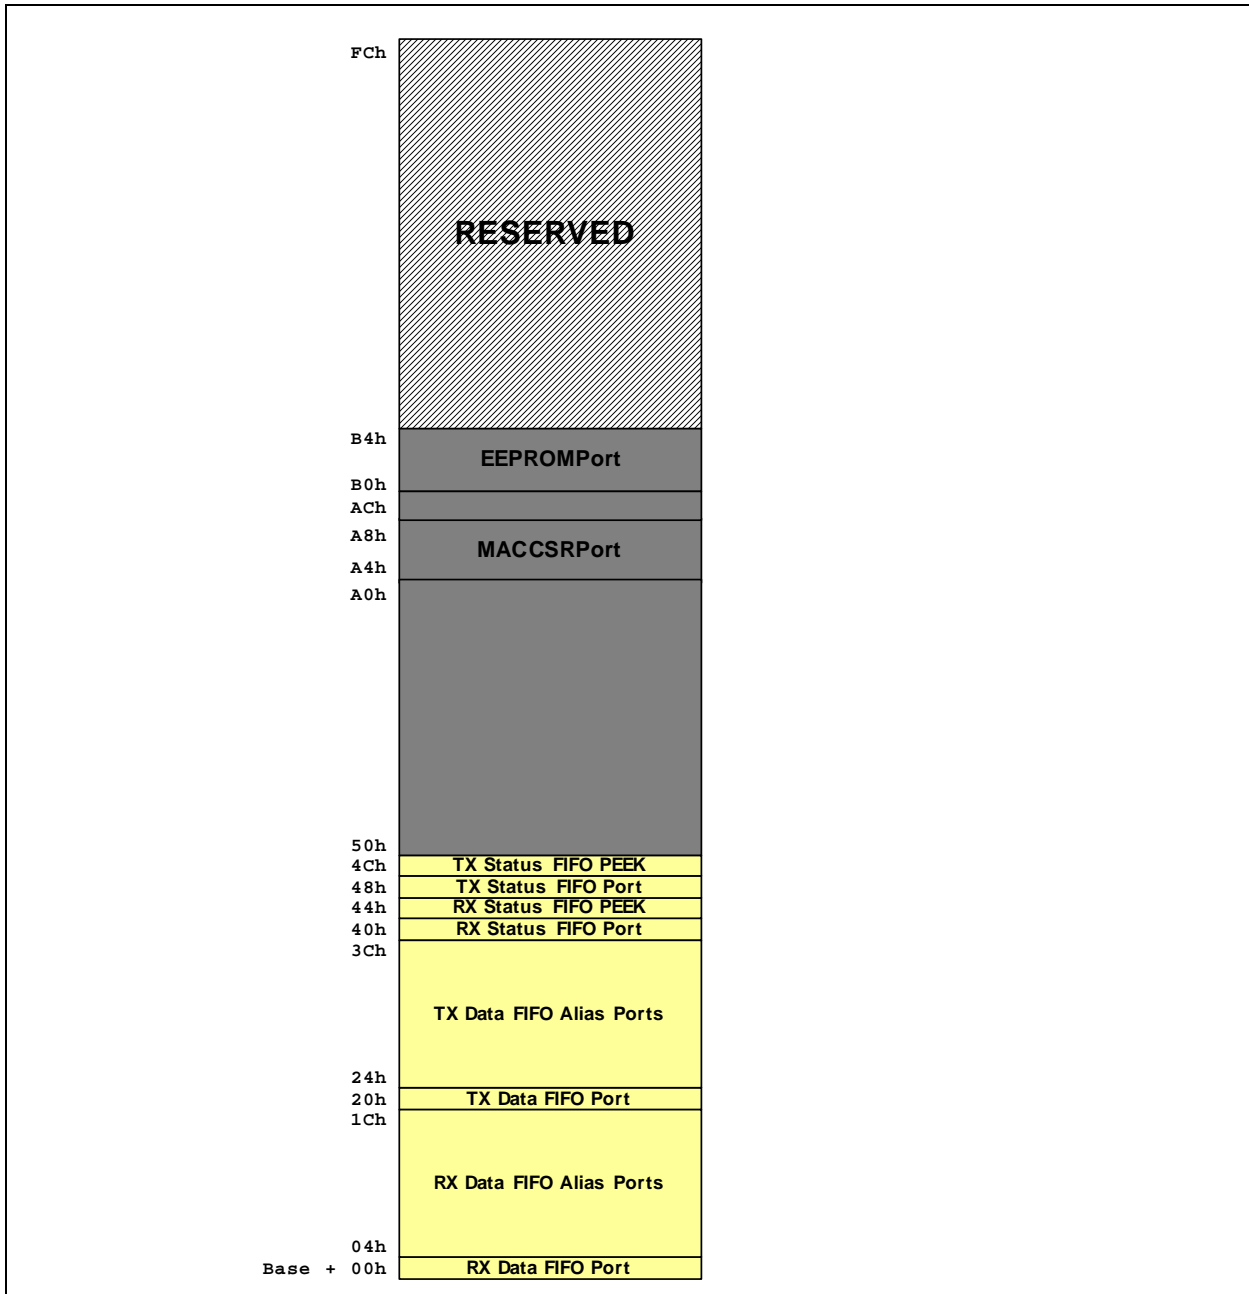 FCh
RESERVED
B4h
EEPROMPort
B0h
ACh
A8h
MACCSRPort
A4h
A0h
50h
4Ch TX Status FIFO PEEK
48h TX Status FIFO Port
44h RX Status FIFO PEEK
40h RX Status FIFO Port
3Ch
TX Data FIFO Alias Ports
24h
20h TX Data FIFO Port
1Ch
RX Data FIFO Alias Ports
04h
Base + 00h RX Data FIFO Port